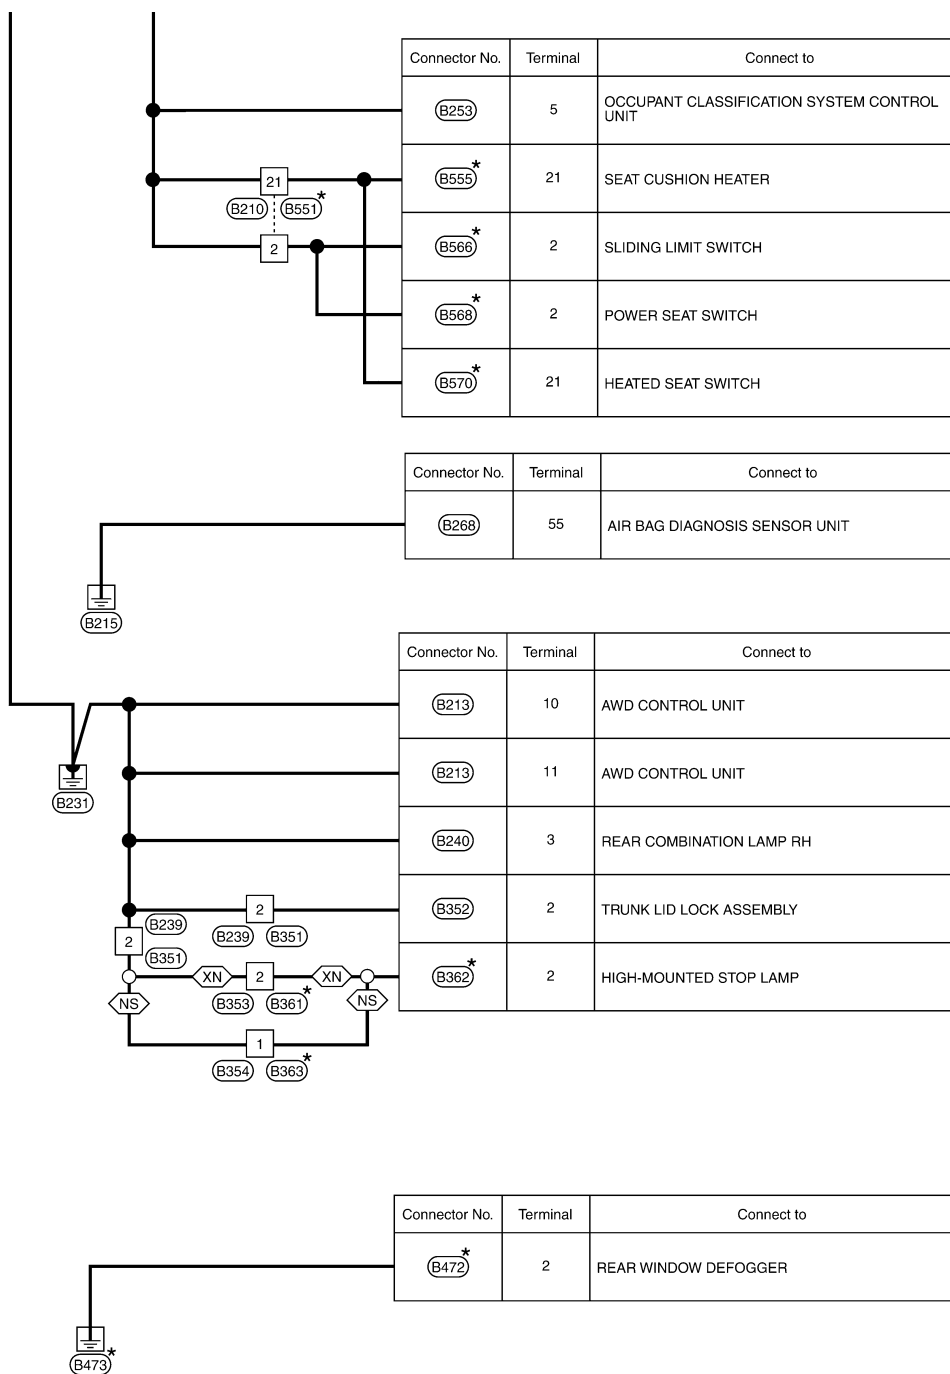 Connector No. Terminal Connect to
B253 5 OCCUPANT CLASSIFICATION SYSTEM CONTROL
UNIT
21 B555* 21 SEAT CUSHION HEATER
B210 B551*
2 B566* 2 SLIDING LIMIT SWITCH
B568* 2 POWER SEAT SWITCH
B570* 21 HEATED SEAT SWITCH
Connector No. Terminal Connect to
B268 55 AIR BAG DIAGNOSIS SENSOR UNIT
B215
Connector No. Terminal Connect to
B213 10 AWD CONTROL UNIT
B213 11 AWD CONTROL UNIT
B231
B240 3 REAR COMBINATION LAMP RH
2 B352 2 TRUNK LID LOCK ASSEMBLY
B239
B239 B351
2
B351
XN 2 XN B362* 2 HIGH-MOUNTED STOP LAMP
NS B353 B361* NS
1
B354 B363*
Connector No. Terminal Connect to
B472* 2 REAR WINDOW DEFOGGER
B473*